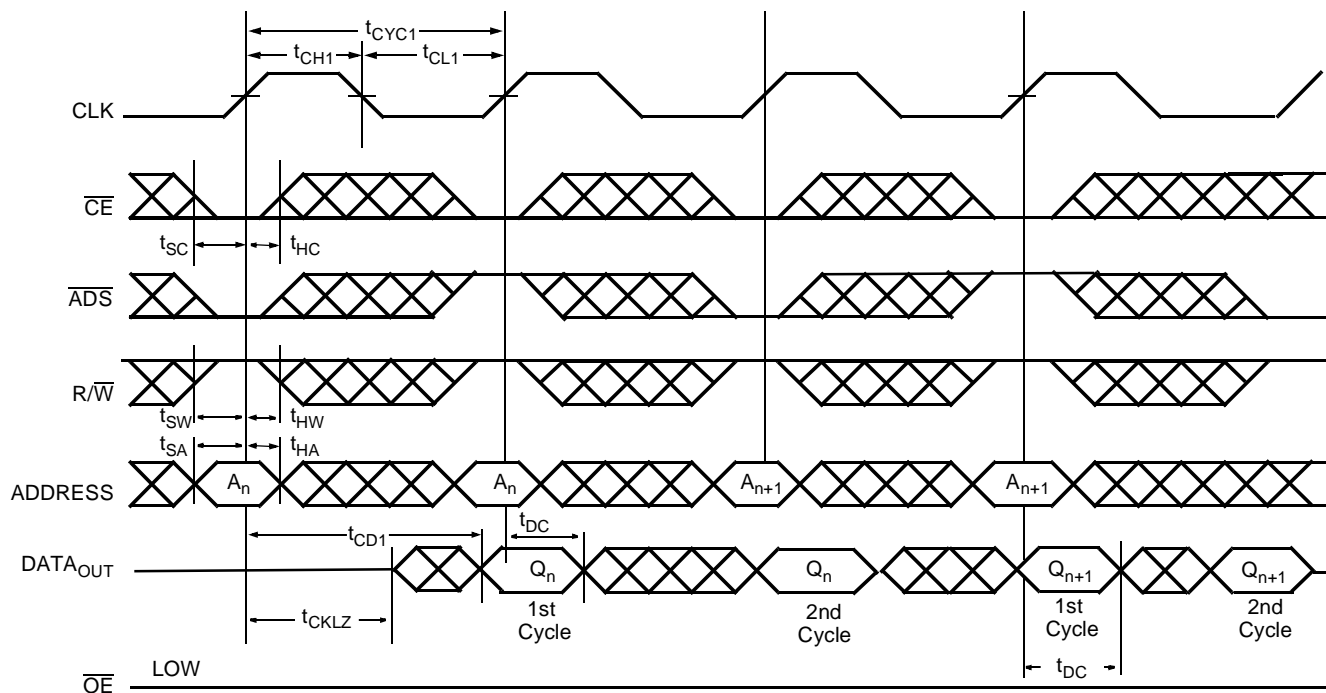 tCYC1
tCH1
tCL1
CLK
CE
tSC
tHC
ADS
R/W
tSW
tHW
tSA
tHA
ADDRESS
An
An
An+1
An+1
tCD1
tDC
DATAOUT
Qn
Qn
Qn+1
Qn+1
tCKLZ
1st
Cycle
2nd
Cycle
1st
Cycle
2nd
Cycle
tDC
LOW
OE